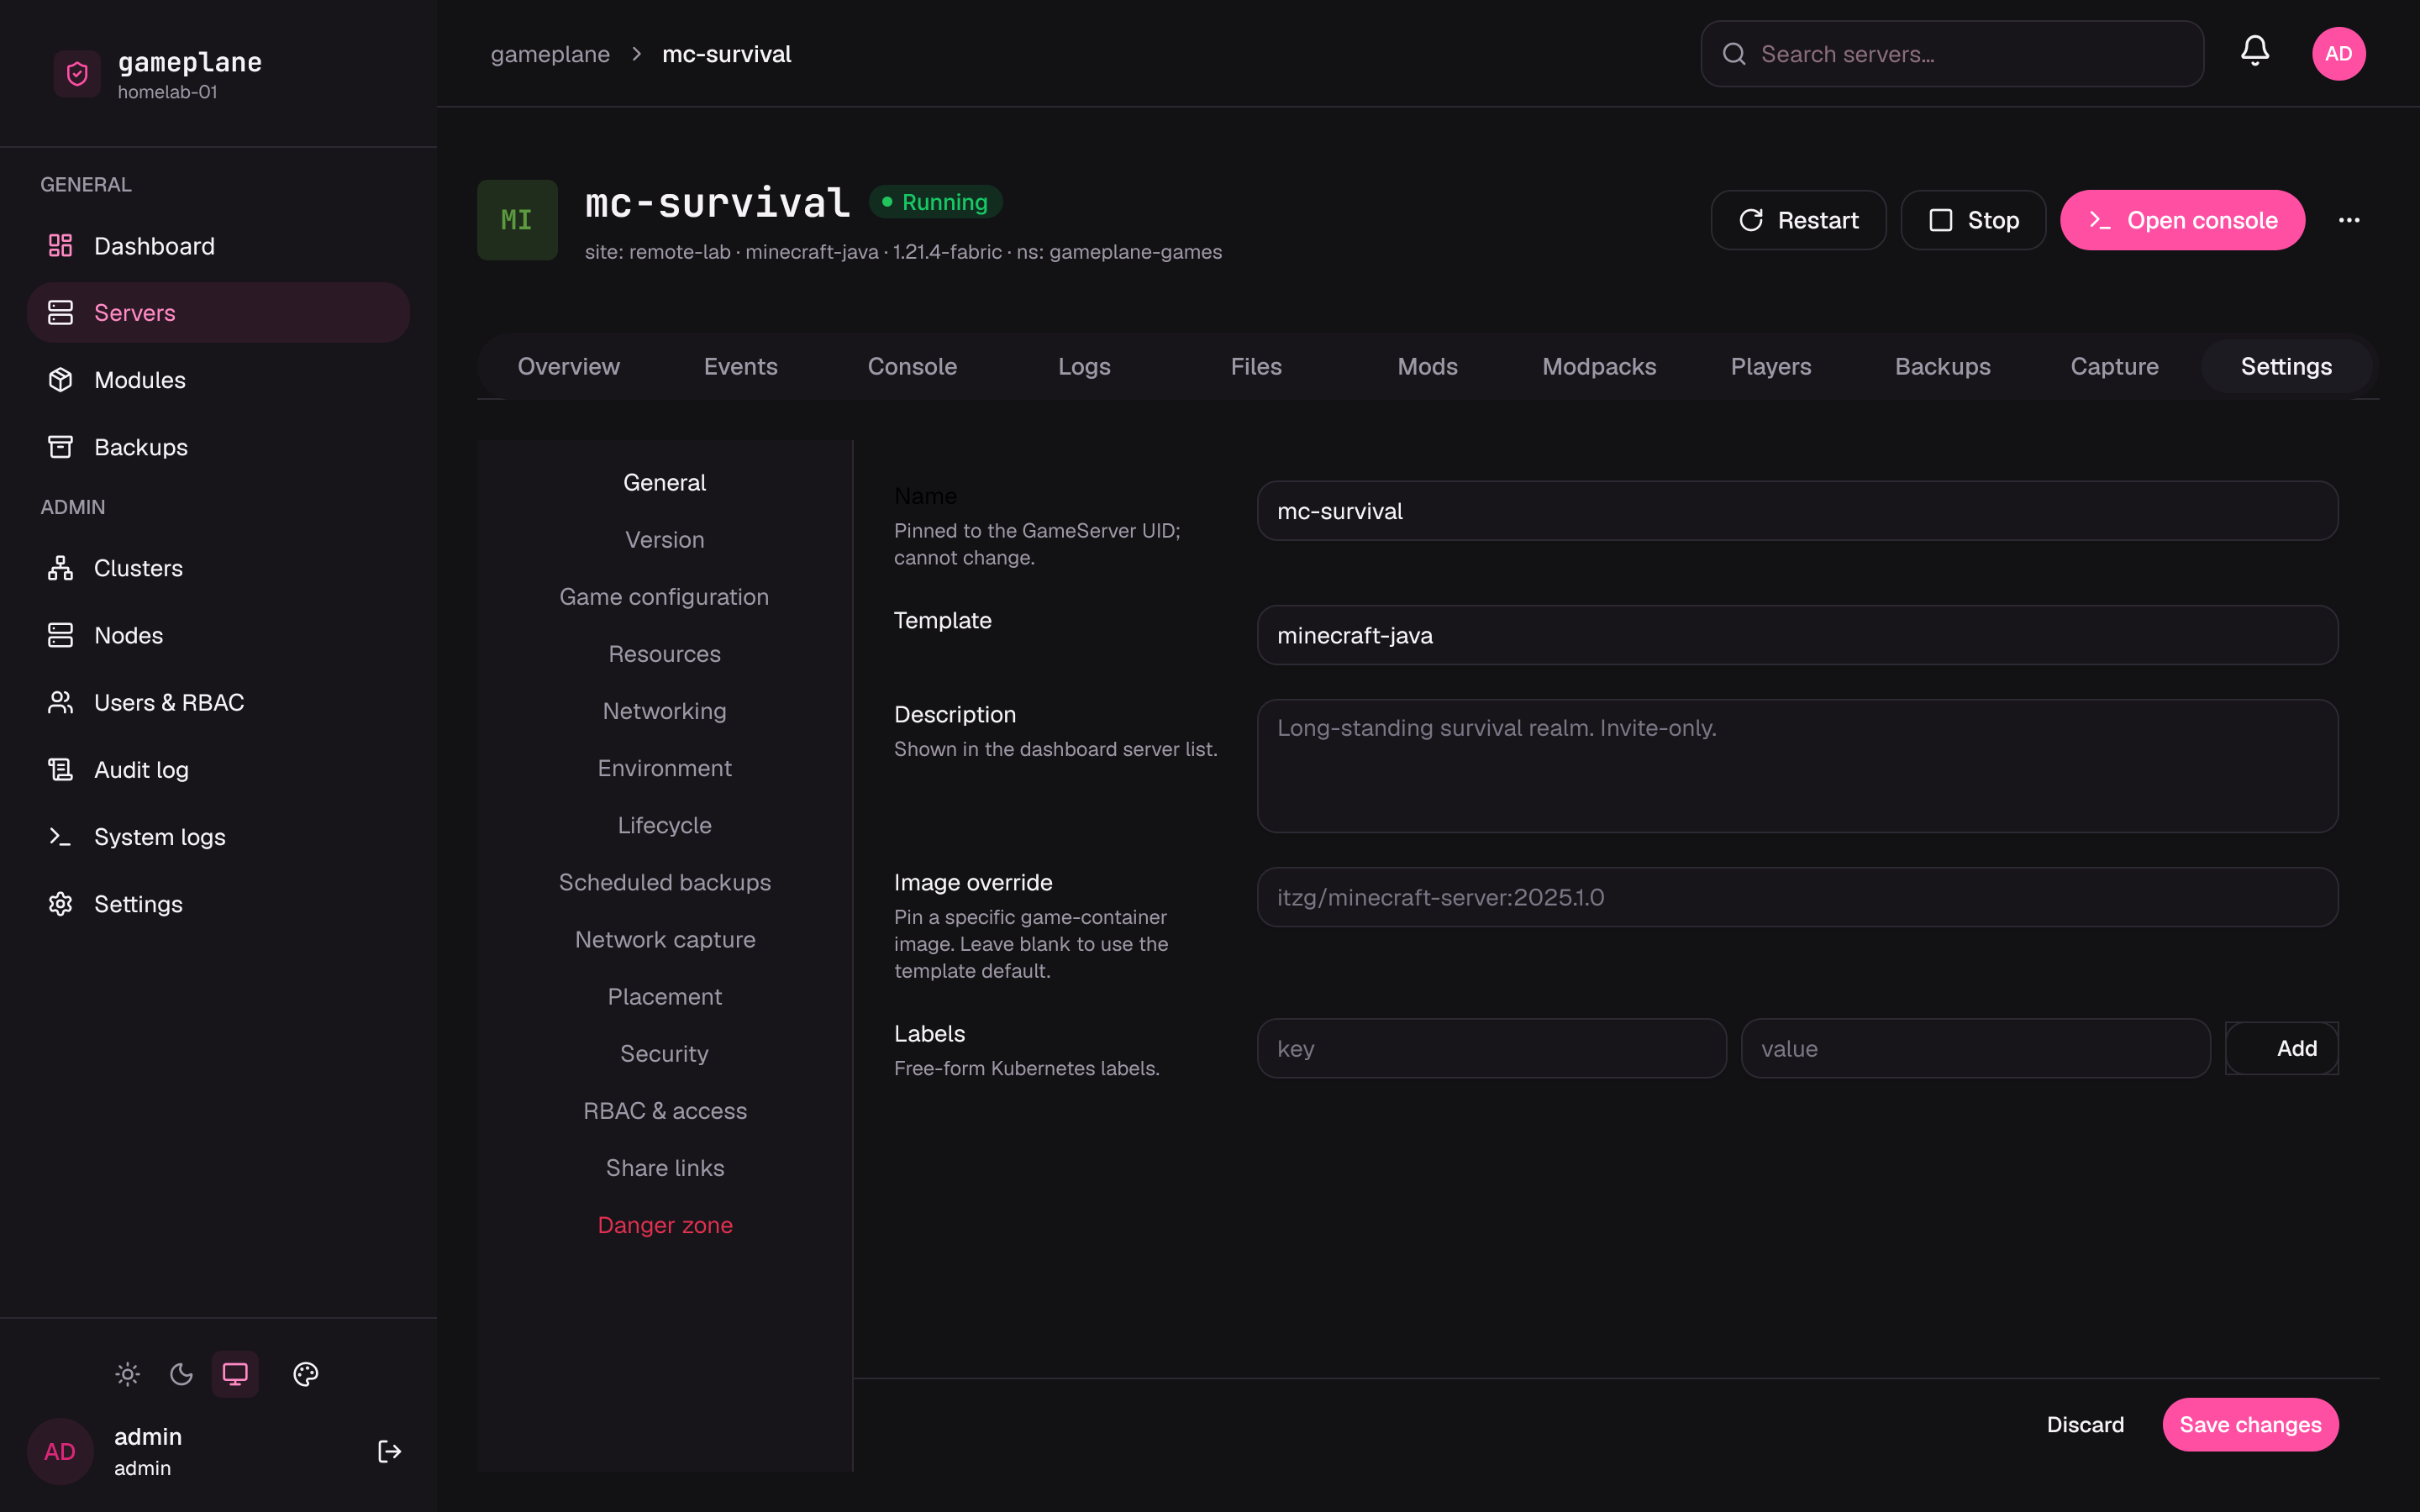 gameplane
homelab-01
GENERAL
Dashboard
Servers
Modules
Backups
ADMIN
Clusters
Nodes
Users & RBAC
Audit log
System logs
Settings
AD
admin
admin
gameplane > mc-survival
Search servers...
AD
MI
mc-survival
Running
site: remote-lab · minecraft-java · 1.21.4-fabric · ns: gameplane-games
Restart
Stop
Open console
Overview
Events
Console
Logs
Files
Mods
Modpacks
Players
Backups
Capture
Settings
General
Version
Game configuration
Resources
Networking
Environment
Lifecycle
Scheduled backups
Network capture
Placement
Security
RBAC & access
Share links
Danger zone
Name
Pinned to the GameServer UID;
cannot change.
mc-survival
Template
minecraft-java
Description
Shown in the dashboard server list.
Long-standing survival realm. Invite-only.
Image override
Pin a specific game-container
image. Leave blank to use the
template default.
itzg/minecraft-server:2025.1.0
Labels
Free-form Kubernetes labels.
key
value
Add
Discard
Save changes